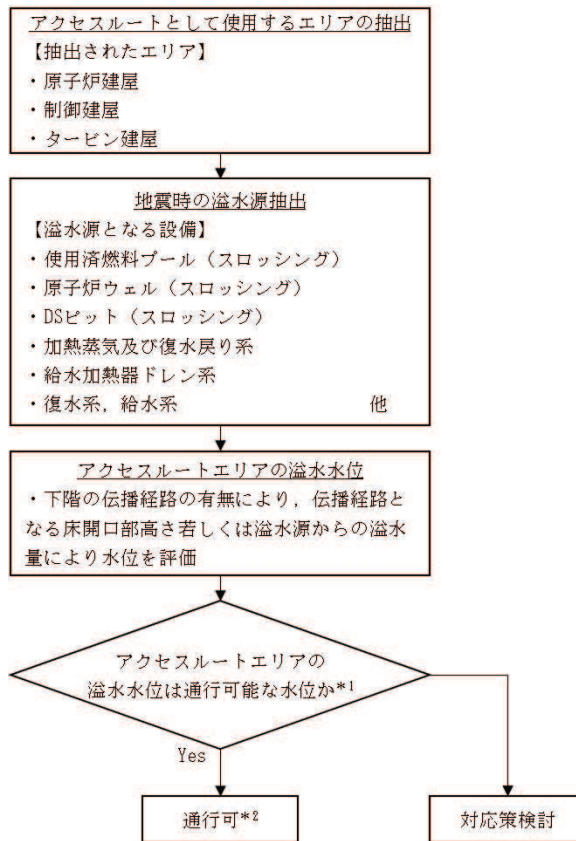 アクセスルートとして使用するエリアの抽出
【抽出されたエリア】
・原子炉建屋
・制御建屋
・タービン建屋
地震時の溢水源抽出
【溢水源となる設備】
・使用済燃料プール（スロッシング）
・原子炉ウェル（スロッシング）
・DSピット（スロッシング）
・加熱蒸気及び復水戻り系
・給水加熱器ドレン系
・復水系，給水系 他
アクセスルートエリアの溢水水位
・下階の伝播経路の有無により，伝播経路と
なる床開口部高さ若しくは溢水源からの溢水
量により水位を評価
アクセスルートエリアの
溢水水位は通行可能な水位か*1
Yes
通行可*2
対応策検討